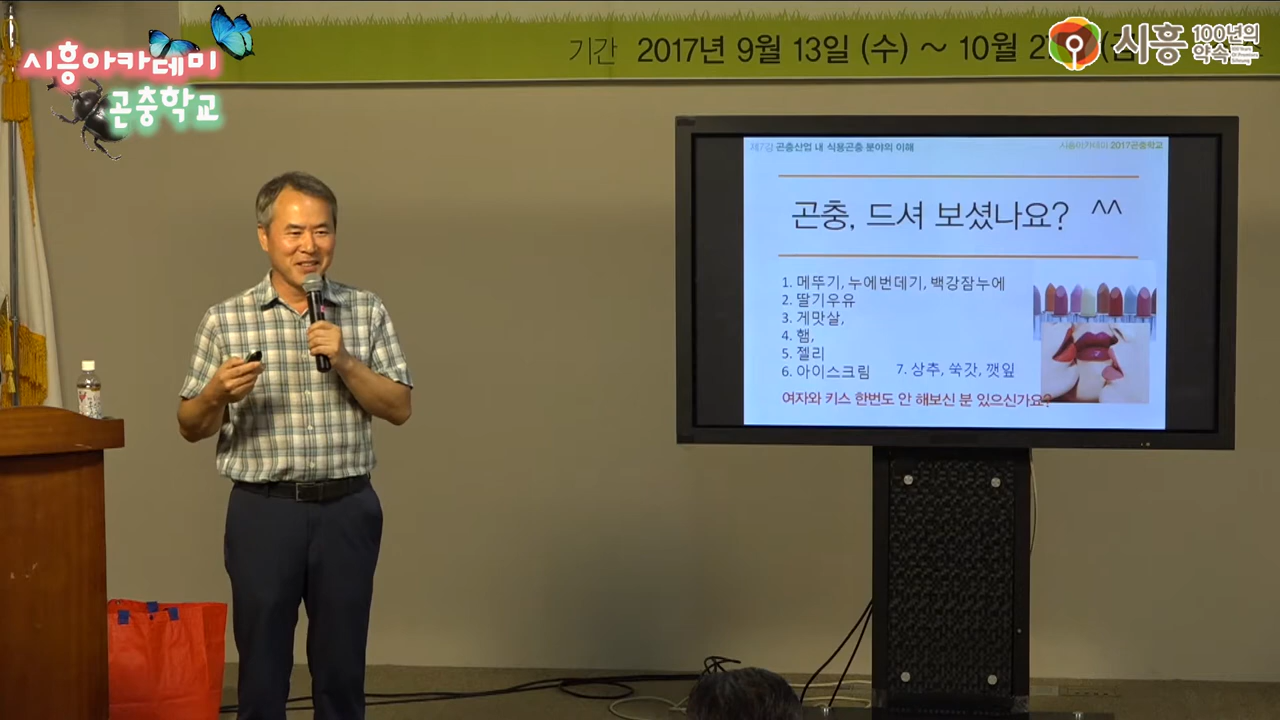 시흥아카데미
곤충학교
기간 2017년 9월 13일 (수) ~ 10월
시흥 100년의
약속
제7강 곤충산업 내 식용곤충 분야의 이해
시흥아카데미 2017곤충학교
곤충, 드셔 보셨나요? ^^
1. 메뚜기, 누에번데기, 백강잠누에
2. 딸기우유
3. 게맛살,
4. 햄,
5. 젤리
6. 아이스크림 7. 상추, 쑥갓, 깻잎
여자와 키스 한번도 안 해보신 분 있으신가요?